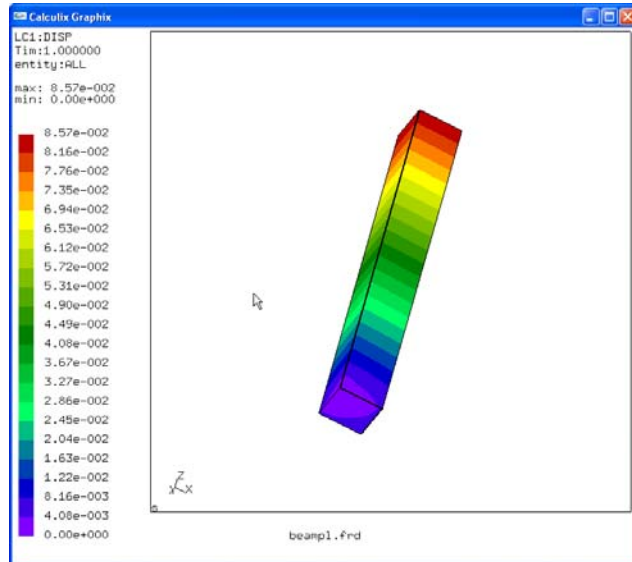 Calculix Graphix
LC1:DISP
Tim:1.000000
entity:ALL
max: 8.57e-002
min: 0.00e+000
8.57e-002
8.16e-002
7.76e-002
7.35e-002
6.94e-002
6.53e-002
6.12e-002
5.72e-002
5.31e-002
4.90e-002
4.49e-002
4.08e-002
3.67e-002
3.27e-002
2.86e-002
2.45e-002
2.04e-002
1.63e-002
1.22e-002
8.16e-003
4.08e-003
0.00e+000
Z
X
beampl.frd